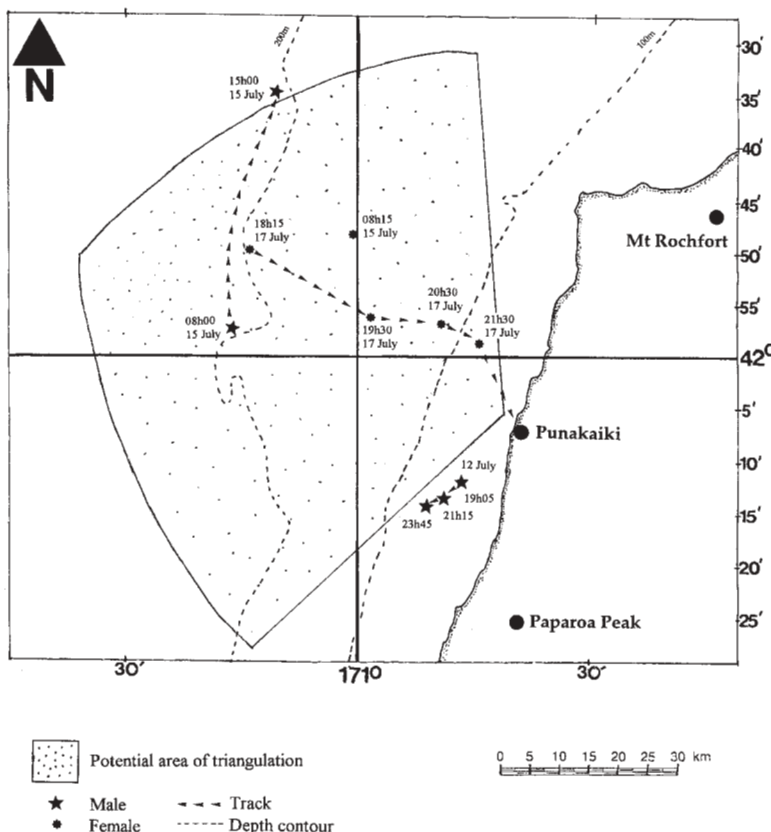 N
200m
100m
30′
35′
40′
45′
50′
55′
42⁰
5′
10′
15′
20′
25′
15h00
15 July
18h15
17 July
08h15
15 July
Mt Rochfort
08h00
15 July
19h30
17 July
20h30
17 July
21h30
17 July
Punakaiki
12 July
19h05
21h15
23h45
Paparoa Peak
30′
171⁰
30′
Potential area of triangulation
0 5 10 15 20 25 30 km
Male
Track
Female
Depth contour